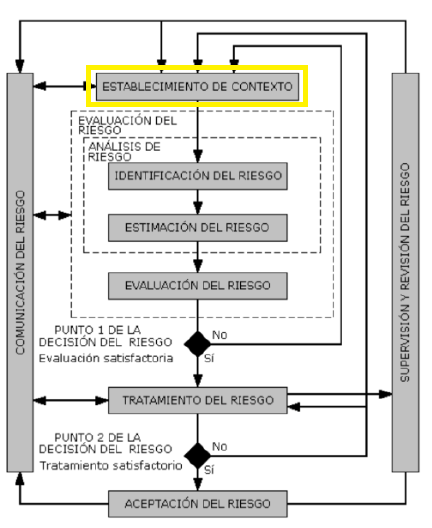 ESTABLECIMIENTO DE CONTEXTO
EVALUACIÓN DEL
RIESGO
ANÁLISIS DE
RIESGO
IDENTIFICACIÓN DEL RIESGO
ESTIMACIÓN DEL RIESGO
EVALUACIÓN DEL RIESGO
COMUNICACIÓN DEL RIESGO
SUPERVISIÓN Y REVISIÓN DEL RIESGO
PUNTO 1 DE LA
DECISIÓN DEL RIESGO
Evaluación satisfactoria
No
Sí
TRATAMIENTO DEL RIESGO
PUNTO 2 DE LA
DECISIÓN DEL RIESGO
Tratamiento satisfactorio
No
Sí
ACEPTACIÓN DEL RIESGO